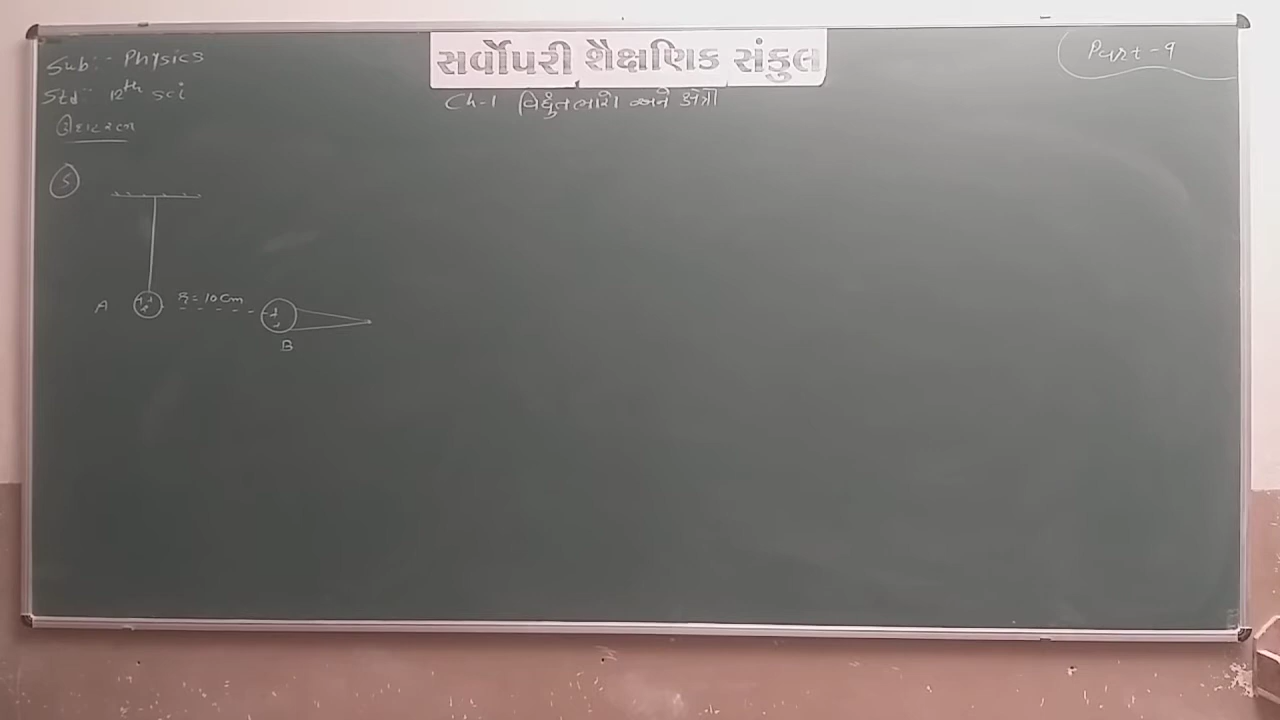 સર્વોપરી શૈક્ષણિક સંકુલ
Sub:- Physics
Part-9
Std:- 12th sci
Ch-1 વિદ્યુતભારો અને ક્ષેત્રો
ઉદાહરણ
5
A
r = 10 cm
B